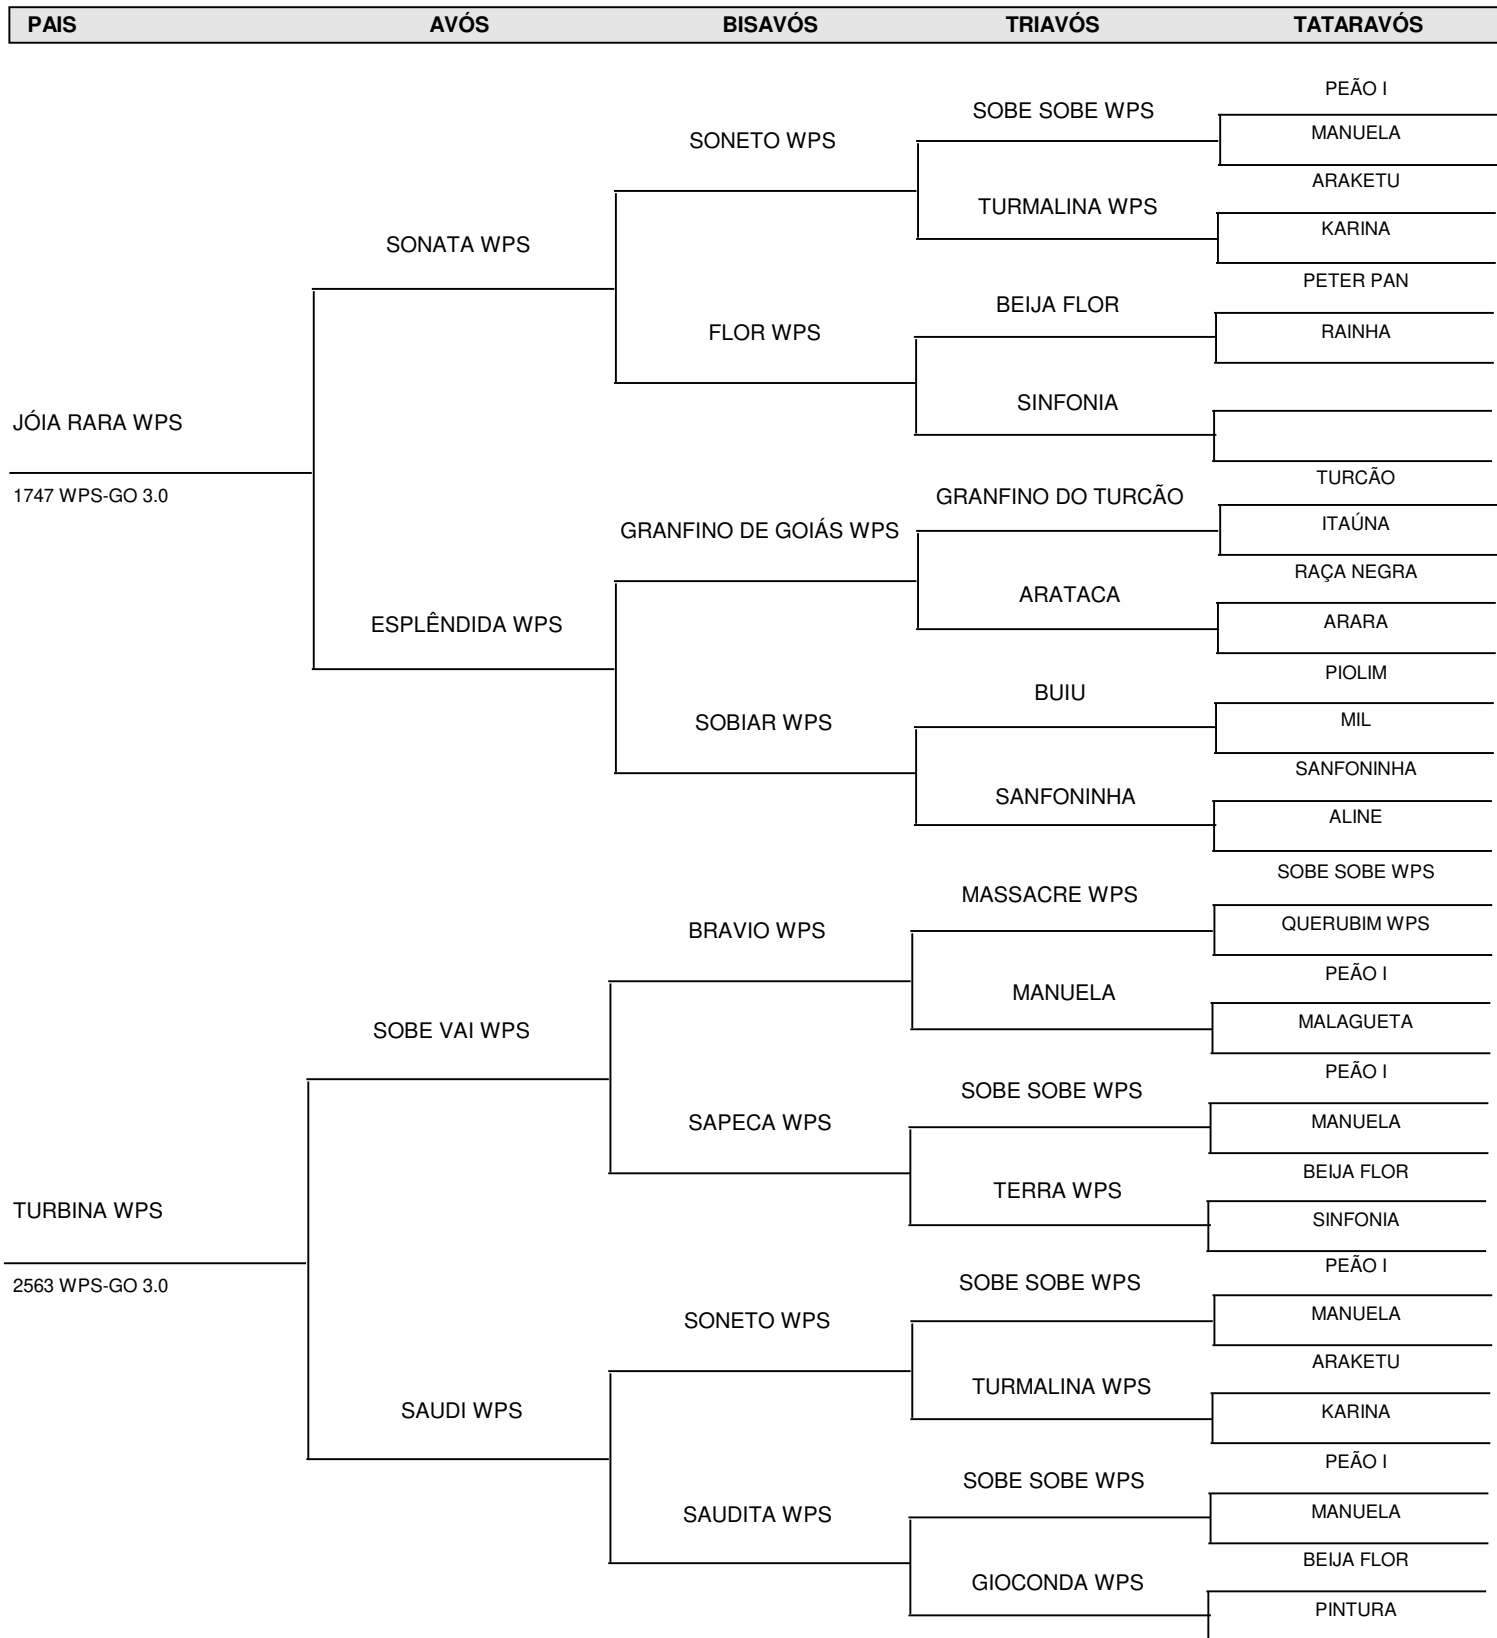 PAIS AVÓS BISAVÓS TRIAVÓS TATARAVÓS
PEÃO I
SOBE SOBE WPS
MANUELA
SONETO WPS
ARAKETU
TURMALINA WPS
KARINA
SONATA WPS
PETER PAN
BEIJA FLOR
RAINHA
FLOR WPS
SINFONIA
JÓIA RARA WPS
TURCÃO
1747 WPS-GO 3.0
GRANFINO DO TURCÃO
ITAÚNA
GRANFINO DE GOIÁS WPS
RAÇA NEGRA
ARATACA
ARARA
ESPLÊNDIDA WPS
PIOLIM
BUIU
MIL
SOBIAR WPS
SANFONINHA
SANFONINHA
ALINE
SOBE SOBE WPS
MASSACRE WPS
QUERUBIM WPS
BRAVIO WPS
PEÃO I
MANUELA
MALAGUETA
SOBE VAI WPS
PEÃO I
SOBE SOBE WPS
MANUELA
SAPECA WPS
BEIJA FLOR
TERRA WPS
TURBINA WPS
SINFONIA
PEÃO I
2563 WPS-GO 3.0
SOBE SOBE WPS
MANUELA
SONETO WPS
ARAKETU
TURMALINA WPS
KARINA
SAUDI WPS
PEÃO I
SOBE SOBE WPS
MANUELA
SAUDITA WPS
BEIJA FLOR
GIOCONDA WPS
PINTURA